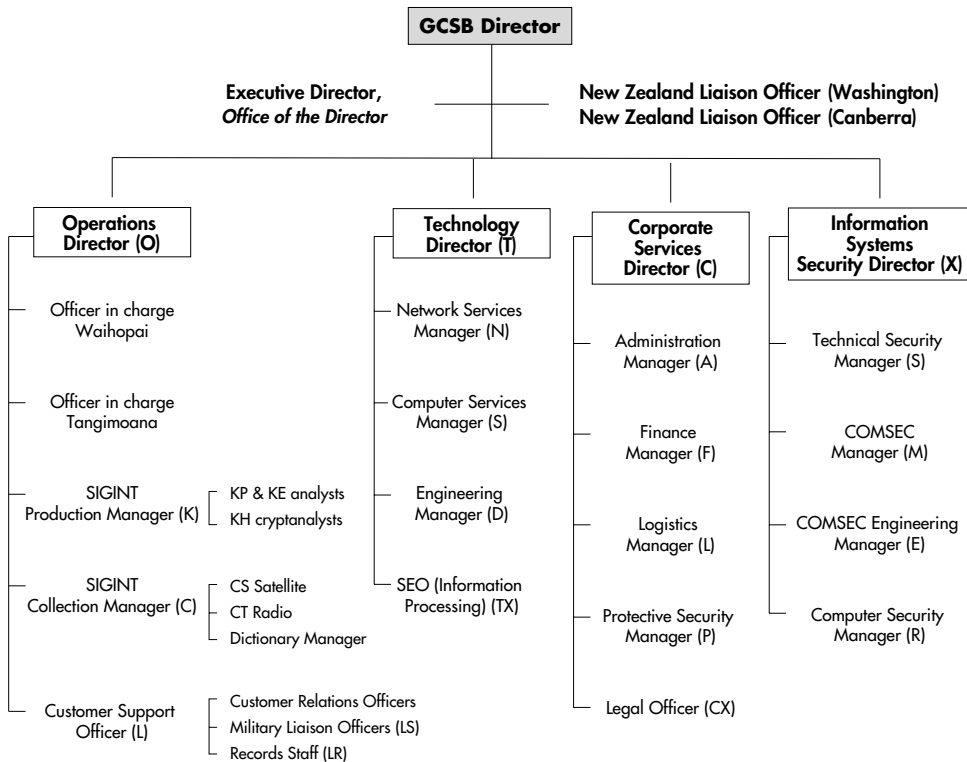 GCSB Director
Executive Director,
Office of the Director
New Zealand Liaison Officer (Washington)
New Zealand Liaison Officer (Canberra)
Operations
Director (O)
Officer in charge
Waihopai
Officer in charge
Tangimoana
SIGINT
Production Manager (K)
KP & KE analysts
KH cryptanalysts
SIGINT
Collection Manager (C)
CS Satellite
CT Radio
Dictionary Manager
Customer Support
Officer (L)
Customer Relations Officers
Military Liaison Officers (LS)
Records Staff (LR)
Technology
Director (T)
Network Services
Manager (N)
Computer Services
Manager (S)
Engineering
Manager (D)
SEO (Information
Processing) (TX)
Corporate
Services
Director (C)
Administration
Manager (A)
Finance
Manager (F)
Logistics
Manager (L)
Protective Security
Manager (P)
Legal Officer (CX)
Information
Systems
Security Director (X)
Technical Security
Manager (S)
COMSEC
Manager (M)
COMSEC Engineering
Manager (E)
Computer Security
Manager (R)